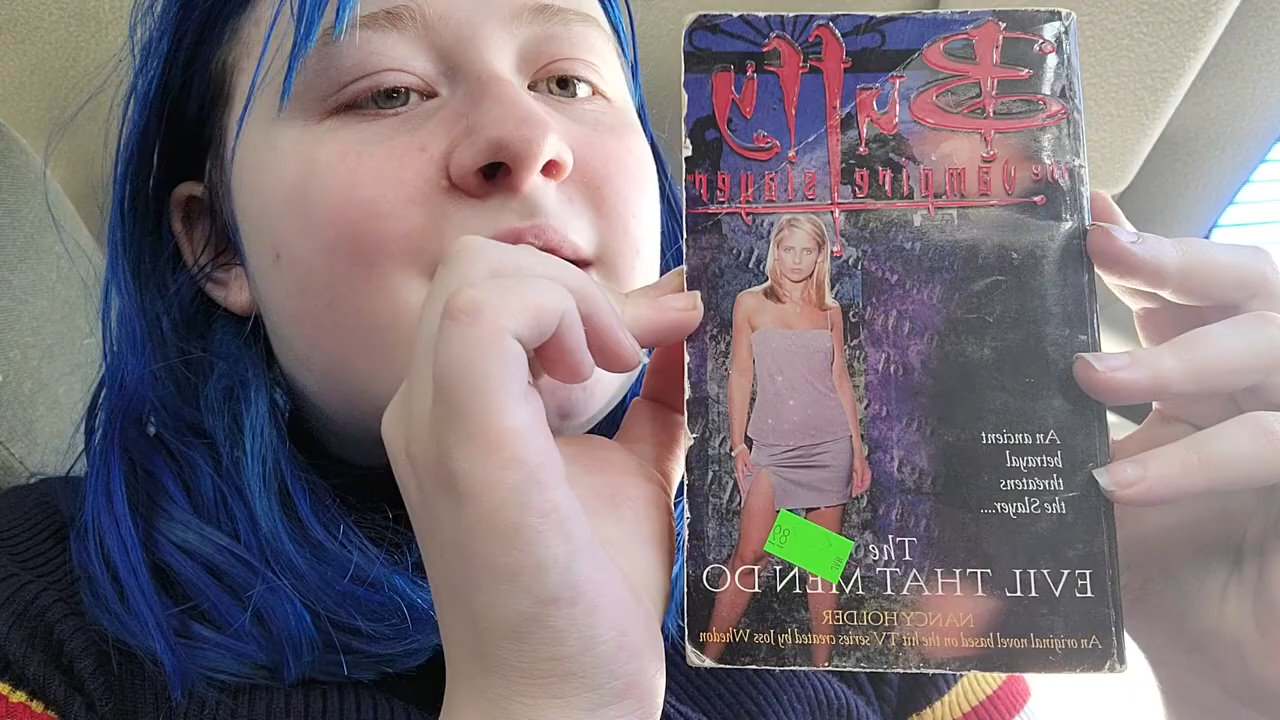 Buffy
the vampire slayer™
An ancient
betrayal
threatens
the Slayer....
The
EVIL THAT MEN DO
NANCY HOLDER
An original novel based on the hit TV series created by Joss Whedon